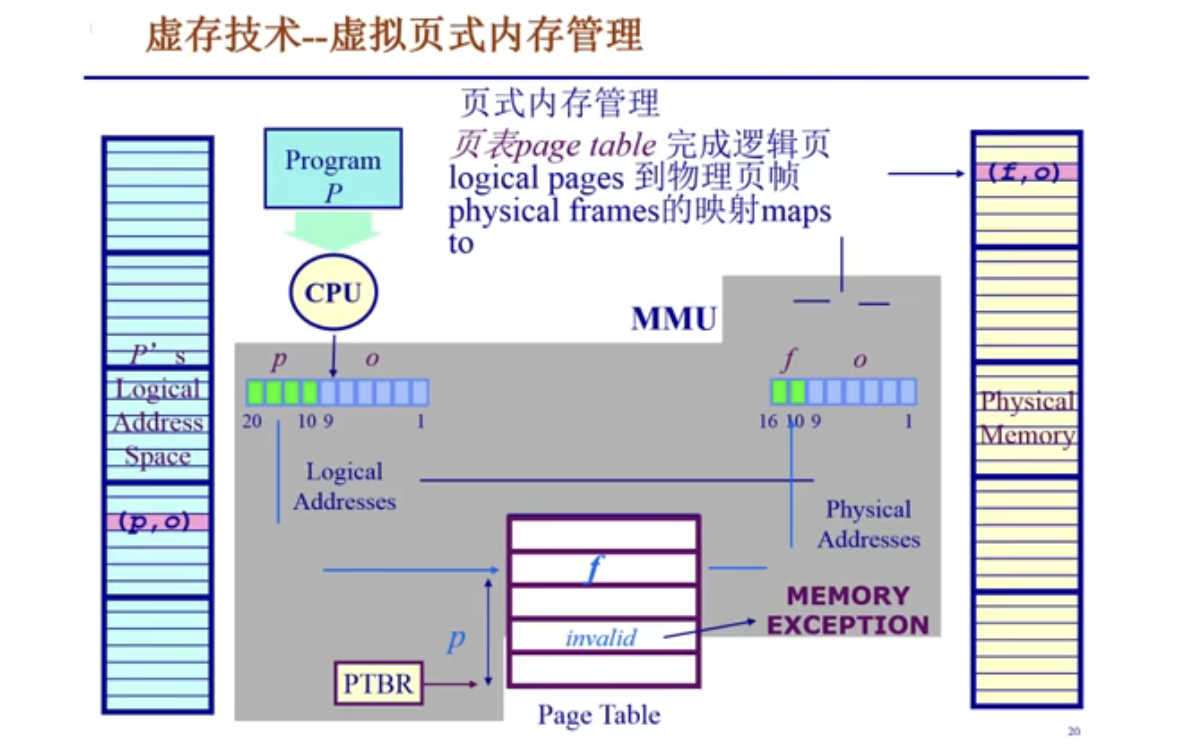 虚存技术--虚拟页式内存管理
页式内存管理
页表page table 完成逻辑页
logical pages 到物理页帧
physical frames的映射maps
to
Program
P
CPU
MMU
(f,o)
P’s
Logical
Address
Space
(p,o)
p o
20 10 9 1
Logical
Addresses
f o
16 10 9 1
Physical
Addresses
Physical
Memory
f
p
invalid
MEMORY
EXCEPTION
PTBR
Page Table
20